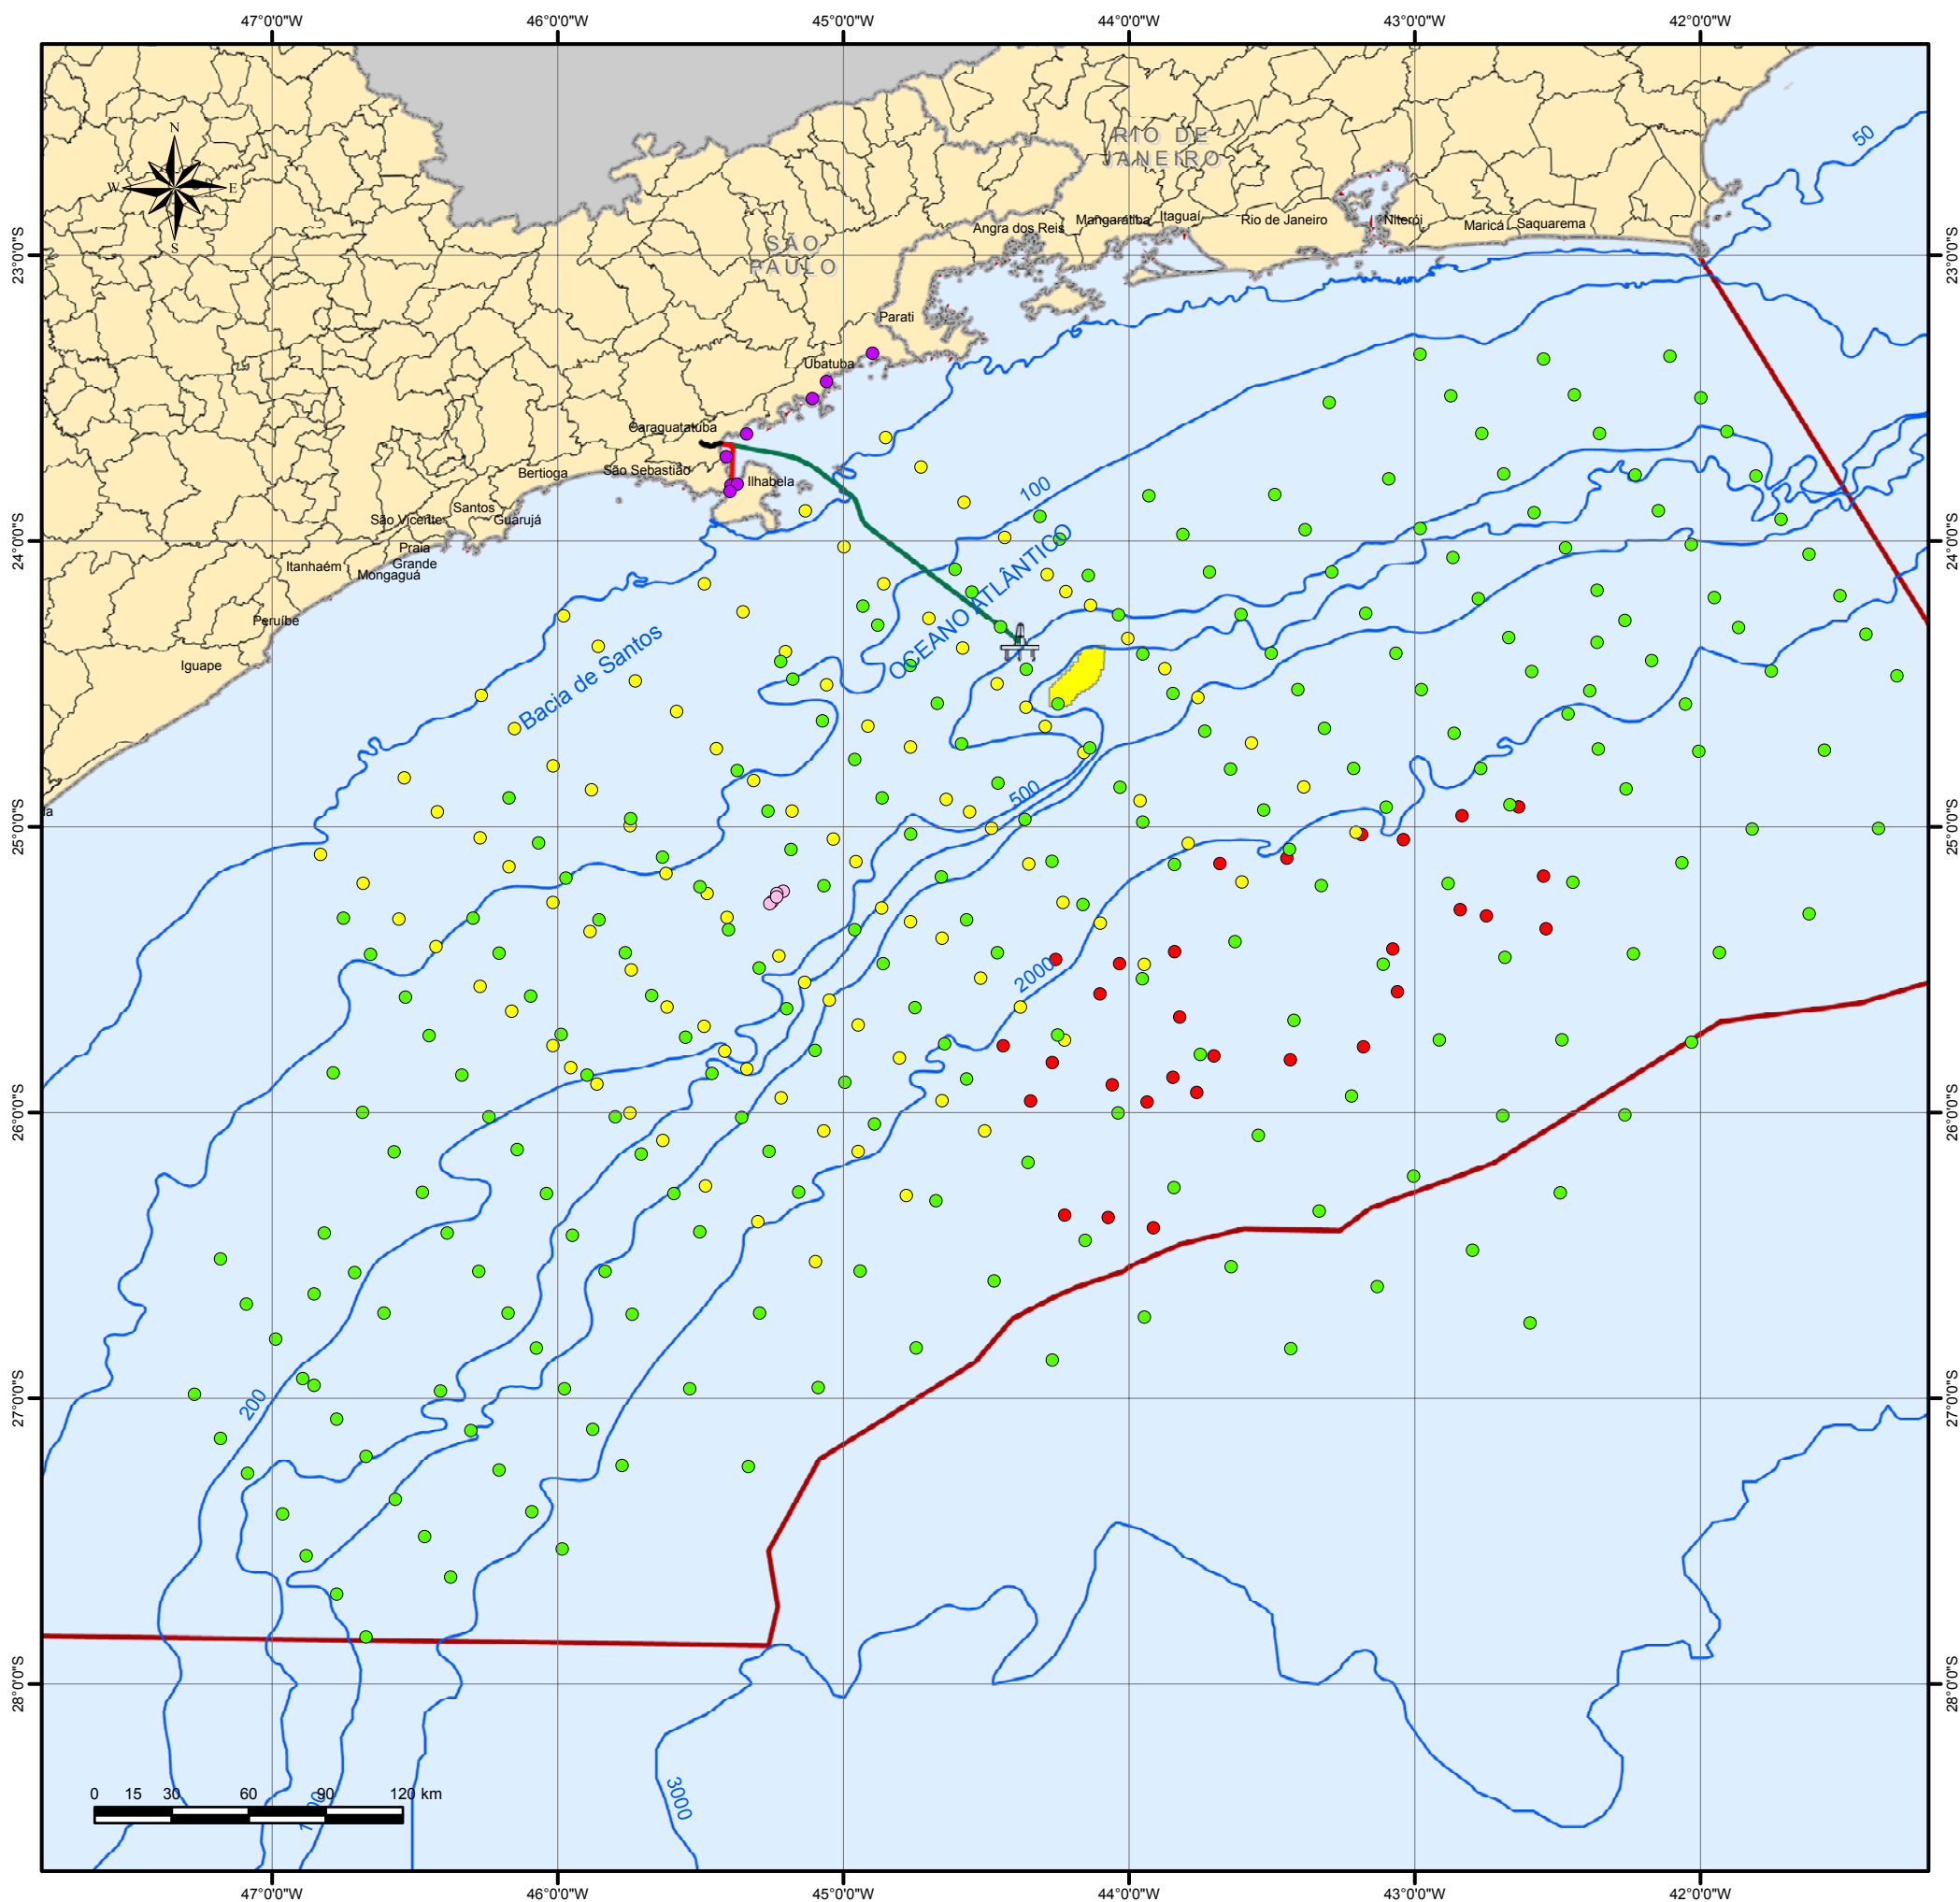 47°0'0"W
46°0'0"W
45°0'0"W
44°0'0"W
43°0'0"W
42°0'0"W
50
N
W
E
S
RIO DE
JANEIRO
SÃO
PAULO
Angra dos Reis
Mangaratiba
Itaguaí
Rio de Janeiro
Niterói
Maricá
Saquarema
23°0'0"S
23°0'0"S
Parati
Ubatuba
Caraguatatuba
São Sebastião
Bertioga
Ilhabela
100
Santos
São Vicente
Guarujá
24°0'0"S
24°0'0"S
Praia
Grande
Itanhaém
Mongaguá
Peruíbe
Iguape
OCEANO ATLÂNTICO
Bacia de Santos
500
la
25°0'0"S
25°0'0"S
2000
26°0'0"S
26°0'0"S
200
27°0'0"S
27°0'0"S
28°0'0"S
28°0'0"S
3000
0
15
30
60
90
120 km
47°0'0"W
46°0'0"W
45°0'0"W
44°0'0"W
43°0'0"W
42°0'0"W